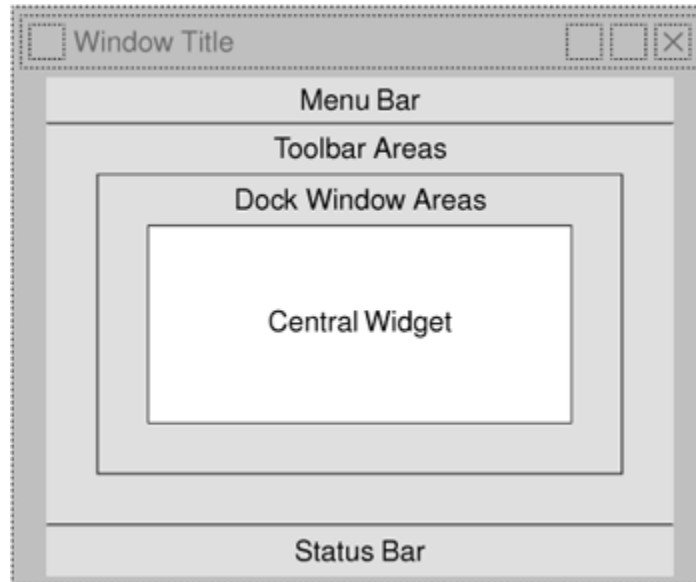 Window Title
Menu Bar
Toolbar Areas
Dock Window Areas
Central Widget
Status Bar